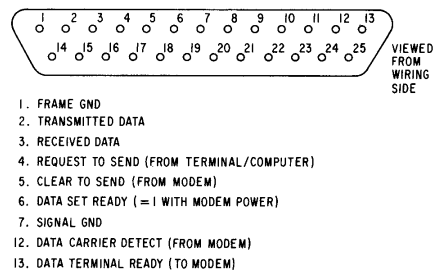 1 2 3 4 5 6 7 8 9 10 11 12 13
14 15 16 17 18 19 20 21 22 23 24 25
VIEWED
FROM
WIRING
SIDE
1. FRAME GND
2. TRANSMITTED DATA
3. RECEIVED DATA
4. REQUEST TO SEND (FROM TERMINAL/COMPUTER)
5. CLEAR TO SEND (FROM MODEM)
6. DATA SET READY (=1 WITH MODEM POWER)
7. SIGNAL GND
12. DATA CARRIER DETECT (FROM MODEM)
13. DATA TERMINAL READY (TO MODEM)